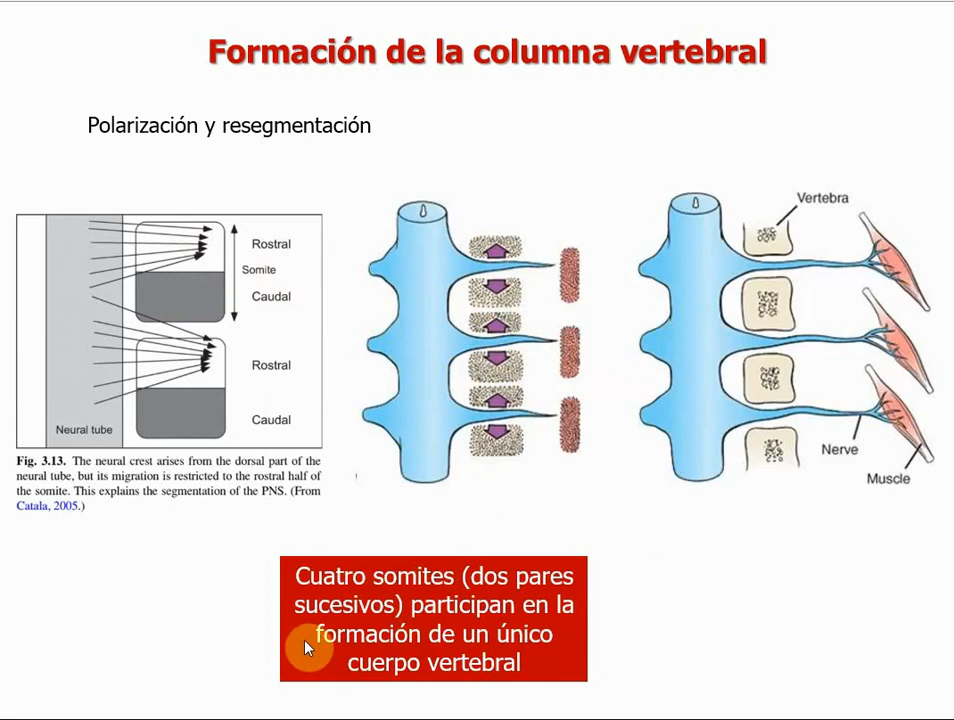 Formación de la columna vertebral
Polarización y resegmentación
Rostral
Somite
Caudal
Rostral
Caudal
Neural tube
Fig. 3.13. The neural crest arises from the dorsal part of the
neural tube, but its migration is restricted to the rostral half of
the somite. This explains the segmentation of the PNS. (From
Catala, 2005.)
Vertebra
Nerve
Muscle
Cuatro somites (dos pares
sucesivos) participan en la
formación de un único
cuerpo vertebral